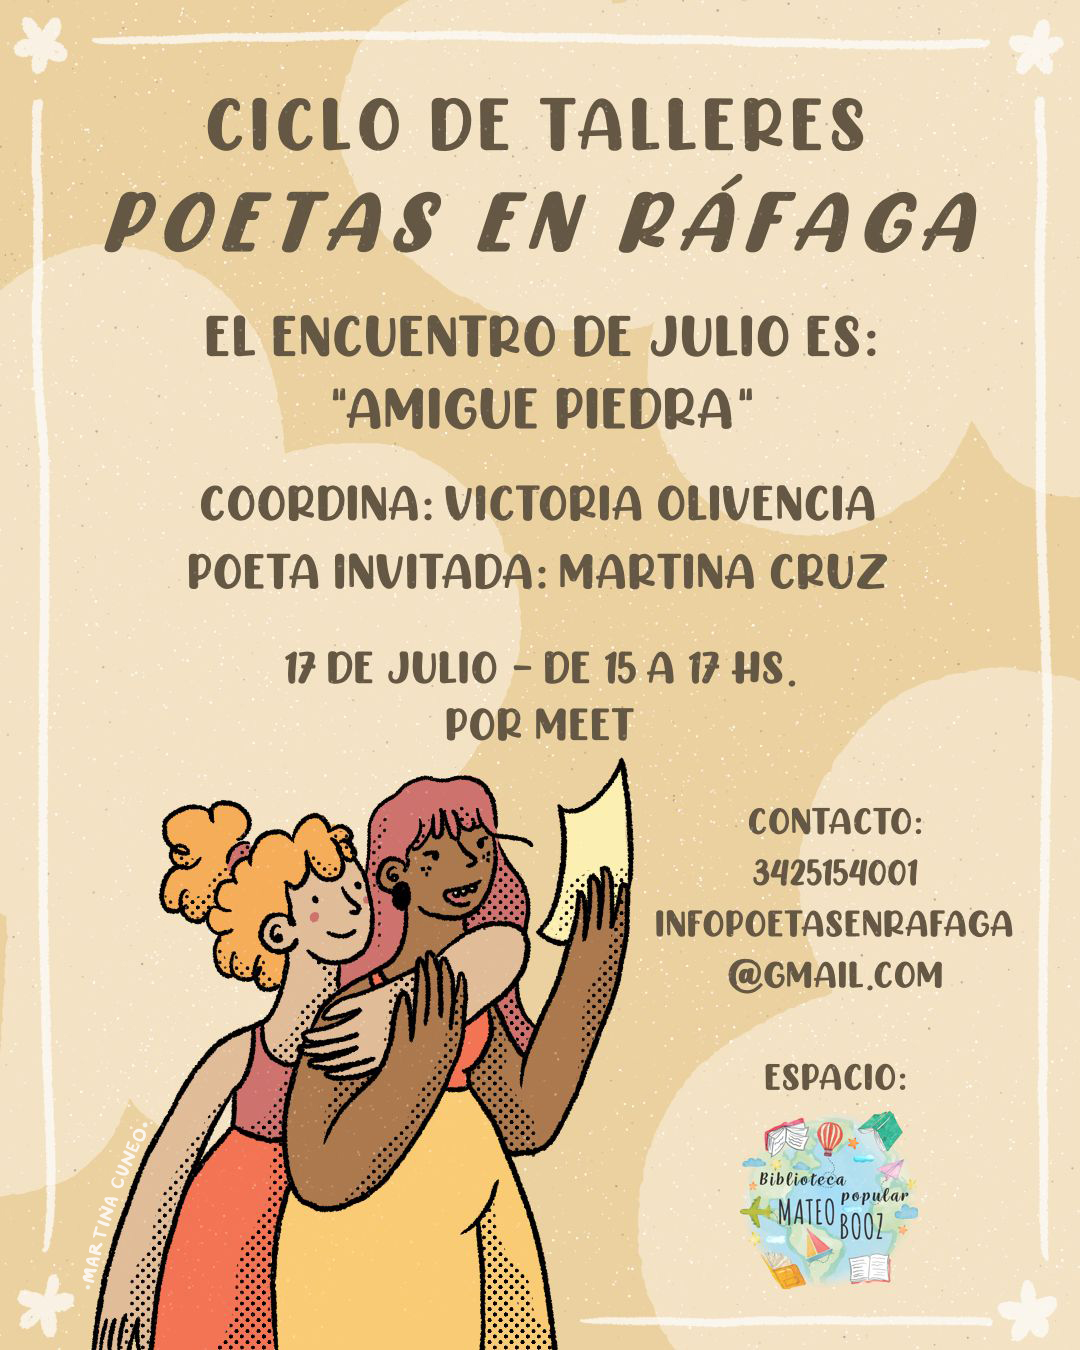 CICLO DE TALLERES
POETAS EN RÁFAGA
EL ENCUENTRO DE JULIO ES:
"AMIGUE PIEDRA"
COORDINA: VICTORIA OLIVENCIA
POETA INVITADA: MARTINA CRUZ
17 DE JULIO - DE 15 A 17 HS.
POR MEET
CONTACTO:
3425154001
INFOPOETASENRAFAGA
@GMAIL.COM
ESPACIO:
Biblioteca
popular
MATEO
BOOZ
.MARTINA CUNEO.